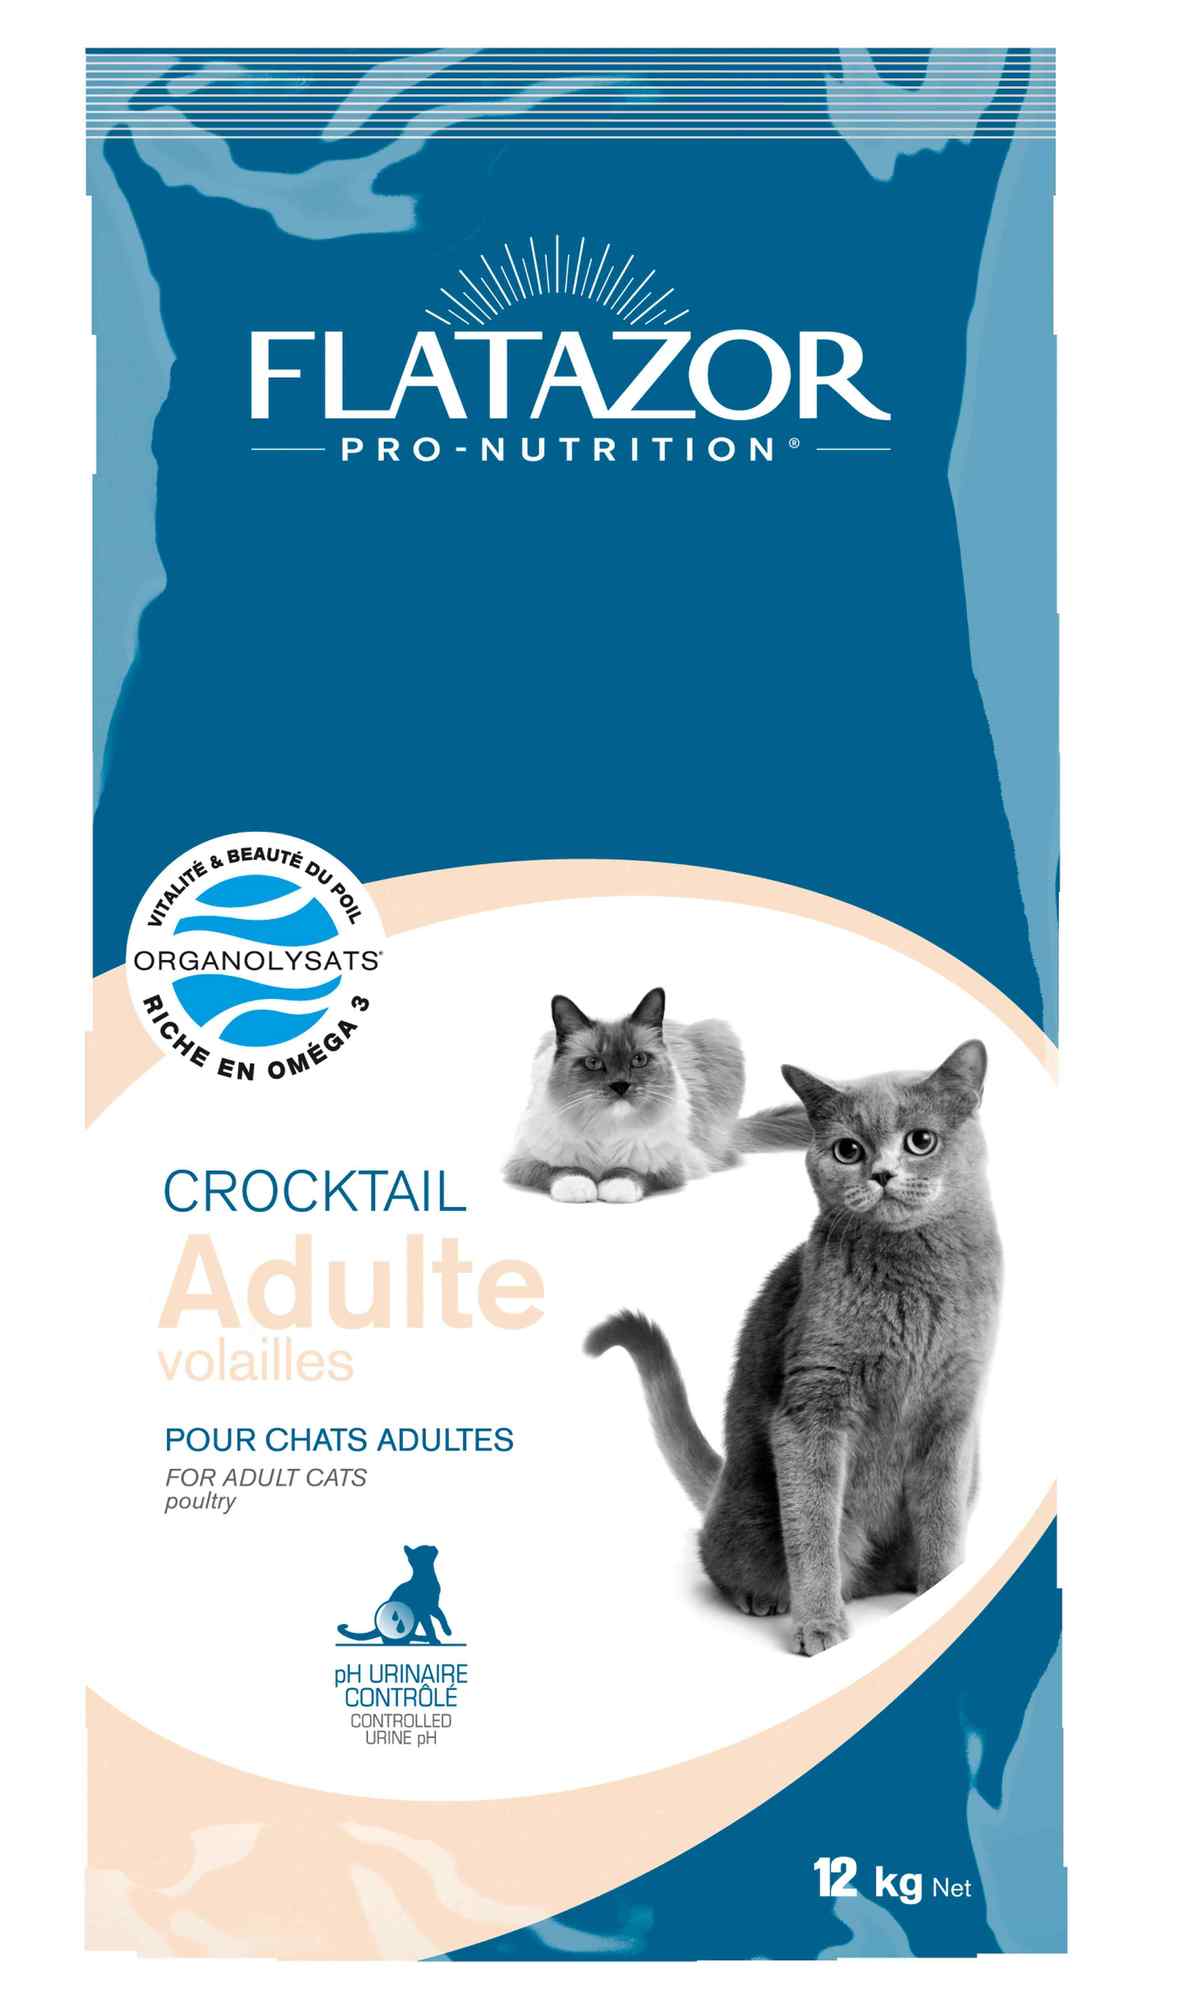 FLATAZOR
PRO-NUTRITION®
VITALITÉ & BEAUTÉ DU POIL
ORGANOLYSATS®
RICHE EN OMÉGA 3
CROCKTAIL
Adulte
volailles
POUR CHATS ADULTES
FOR ADULT CATS
poultry
pH URINAIRE
CONTRÔLÉ
CONTROLLED
URINE pH
12 kg Net